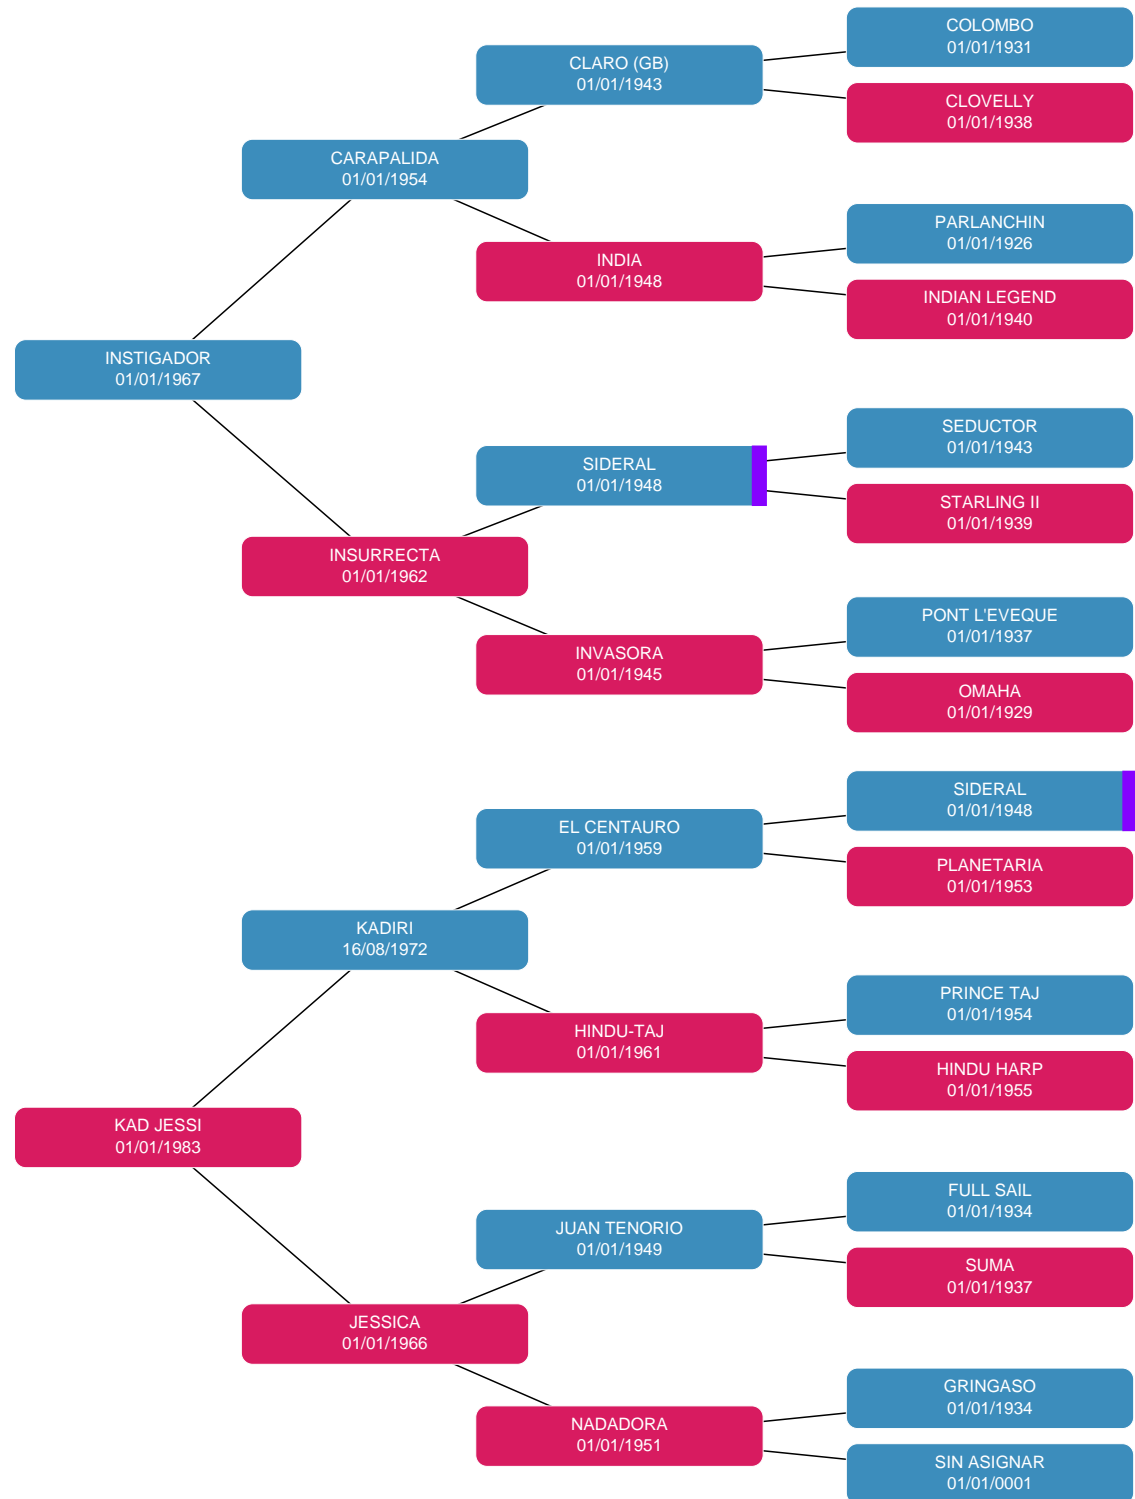 COLOMBO
01/01/1931
CLARO (GB)
01/01/1943
CLOVELLY
01/01/1938
CARAPALIDA
01/01/1954
PARLANCHIN
01/01/1926
INDIA
01/01/1948
INDIAN LEGEND
01/01/1940
INSTIGADOR
01/01/1967
SEDUCTOR
01/01/1943
SIDERAL
01/01/1948
STARLING II
01/01/1939
INSURRECTA
01/01/1962
PONT L'EVEQUE
01/01/1937
INVASORA
01/01/1945
OMAHA
01/01/1929
SIDERAL
01/01/1948
EL CENTAURO
01/01/1959
PLANETARIA
01/01/1953
KADIRI
16/08/1972
PRINCE TAJ
01/01/1954
HINDU-TAJ
01/01/1961
HINDU HARP
01/01/1955
KAD JESSI
01/01/1983
FULL SAIL
01/01/1934
JUAN TENORIO
01/01/1949
SUMA
01/01/1937
JESSICA
01/01/1966
GRINGASO
01/01/1934
NADADORA
01/01/1951
SIN ASIGNAR
01/01/0001